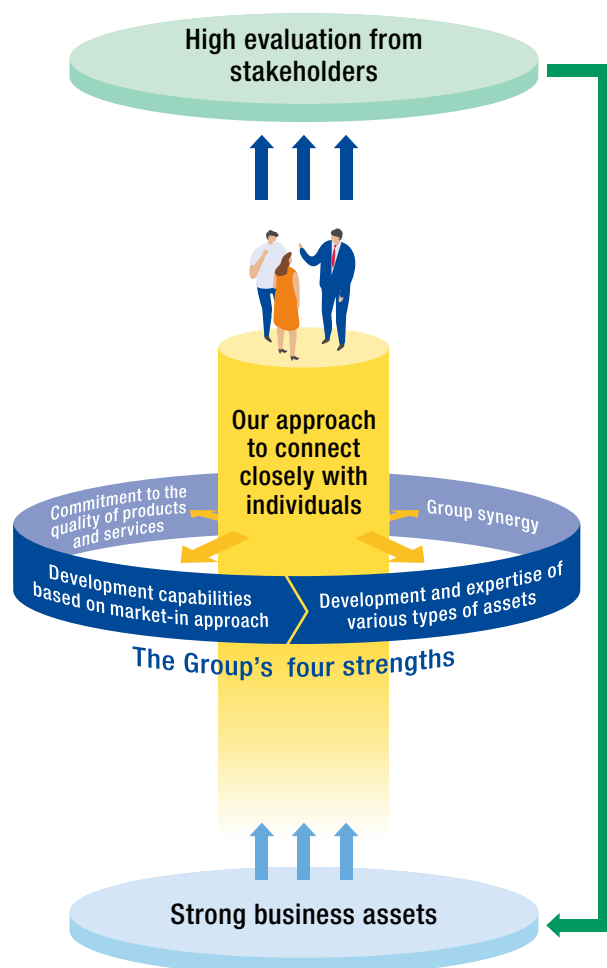 High evaluation from
stakeholders
Our approach
to connect
closely with
individuals
Commitment to the
quality of products
and services
Group synergy
Development capabilities
based on market-in approach
Development and expertise of
various types of assets
The Group's four strengths
Strong business assets